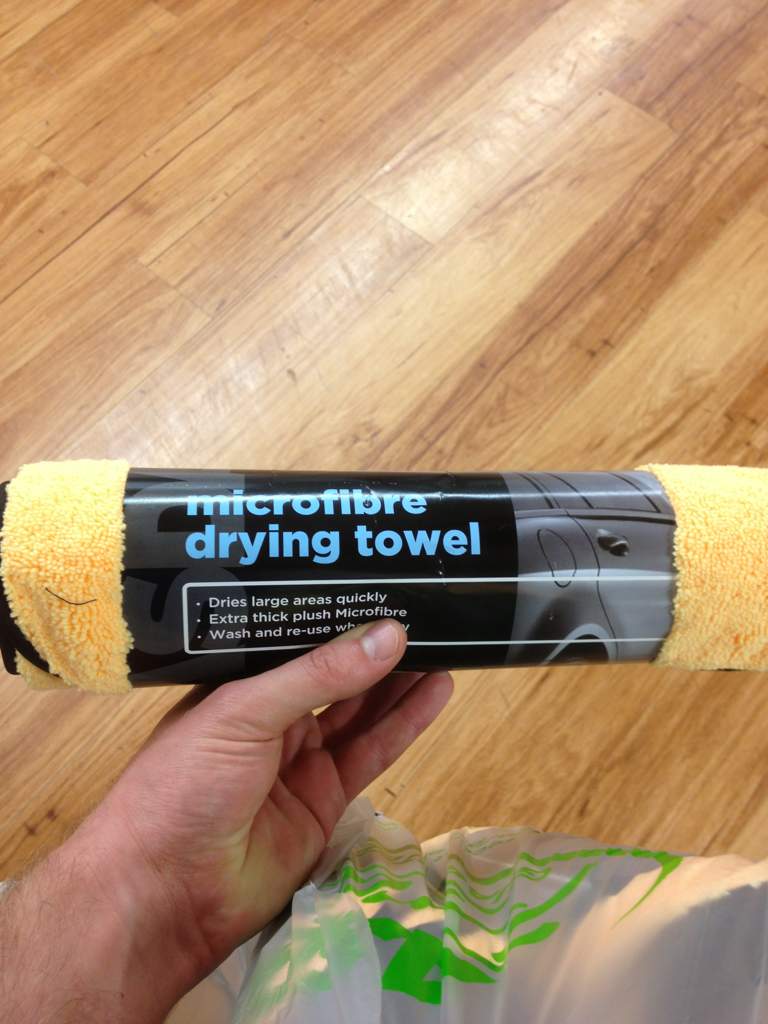 microfibre
drying towel
• Dries large areas quickly
• Extra thick plush Microfibre
• Wash and re-use